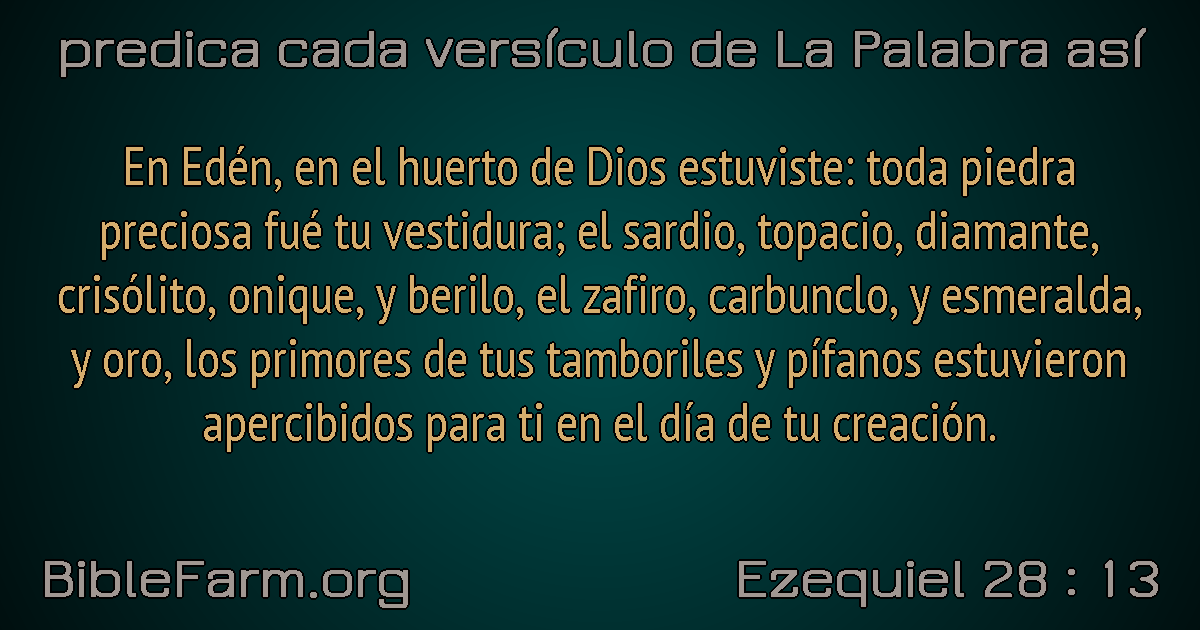 predica cada versículo de La Palabra así
En Edén, en el huerto de Dios estuviste: toda piedra
preciosa fué tu vestidura; el sardio, topacio, diamante,
crisólito, onique, y berilo, el zafiro, carbunclo, y esmeralda,
y oro, los primores de tus tamboriles y pífanos estuvieron
apercibidos para ti en el día de tu creación.
BibleFarm.org
Ezequiel 28 : 13